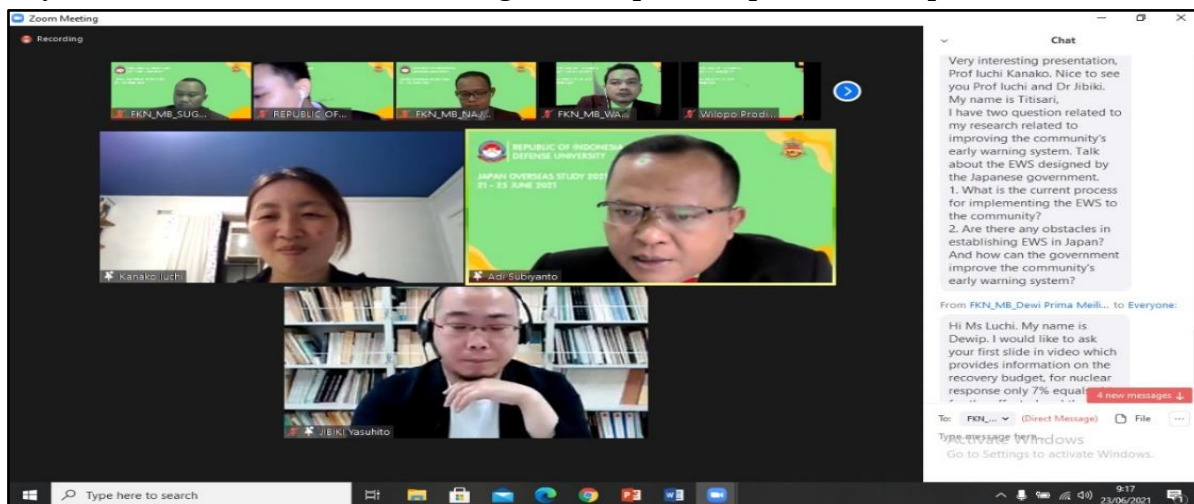 Zoom Meeting
Recording
FKN_MB_SUG...
REPUBLIC OF...
FKN_MB_NAJ...
FKN_MB_WA...
Wilopo Prodi...
REPUBLIC OF INDONESIA
DEFENSE UNIVERSITY
JAPAN OVERSEAS STUDY 2021
21 - 25 JUNE 2021
Kanako Iuchi
Adi Subiyanto
JIBIKI Yasuhito
Chat
Very interesting presentation,
Prof Iuchi Kanako. Nice to see
you Prof Iuchi and Dr Jibiki.
My name is Titisari.
I have two question related to
my research related to
improving the community's
early warning system. Talk
about the EWS designed by
the Japanese government.
1. What is the current process
for implementing the EWS to
the community?
2. Are there any obstacles in
establishing EWS in Japan?
And how can the government
improve the community's
early warning system?
From FKN_MB_Dewi Prima Meili... to Everyone:
Hi Ms Luchi. My name is
Dewip. I would like to ask
your first slide in video which
provides information on the
recovery budget, for nuclear
response only 7% equals
4 new messages ↓
To: FKN_... (Direct Message) File ...
Type message here...
Activate Windows
Go to Settings to activate Windows.
Type here to search
9:17
23/06/2021